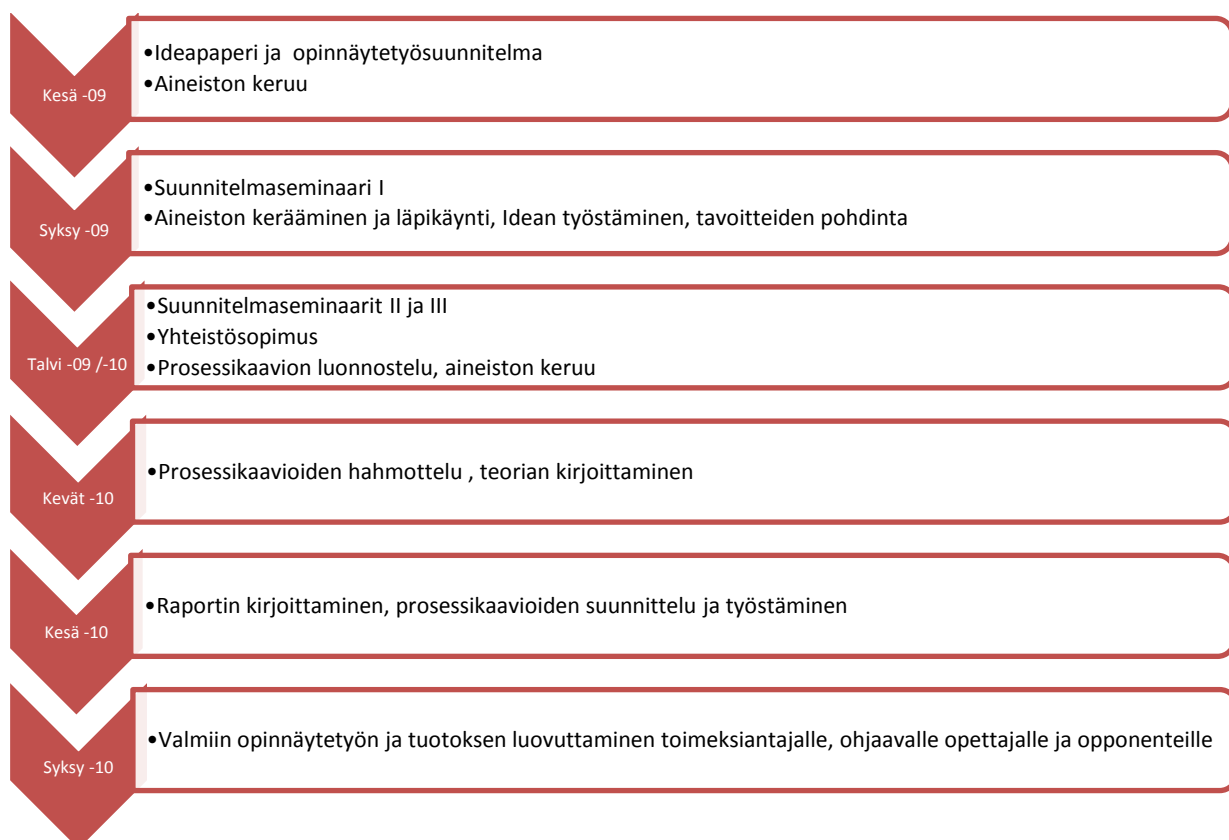 Kesä -09
•Ideapaperi ja opinnäytetyösuunnitelma
•Aineiston keruu
Syksy -09
•Suunnitelmaseminaari I
•Aineiston kerääminen ja läpikäynti, Idean työstäminen, tavoitteiden pohdinta
Talvi -09 /-10
•Suunnitelmaseminaarit II ja III
•Yhteistösopimus
•Prosessikaavion luonnostelu, aineiston keruu
Kevät -10
•Prosessikaavioiden hahmottelu , teorian kirjoittaminen
Kesä -10
•Raportin kirjoittaminen, prosessikaavioiden suunnittelu ja työstäminen
Syksy -10
•Valmiin opinnäytetyön ja tuotoksen luovuttaminen toimeksiantajalle, ohjaavalle opettajalle ja opponenteille